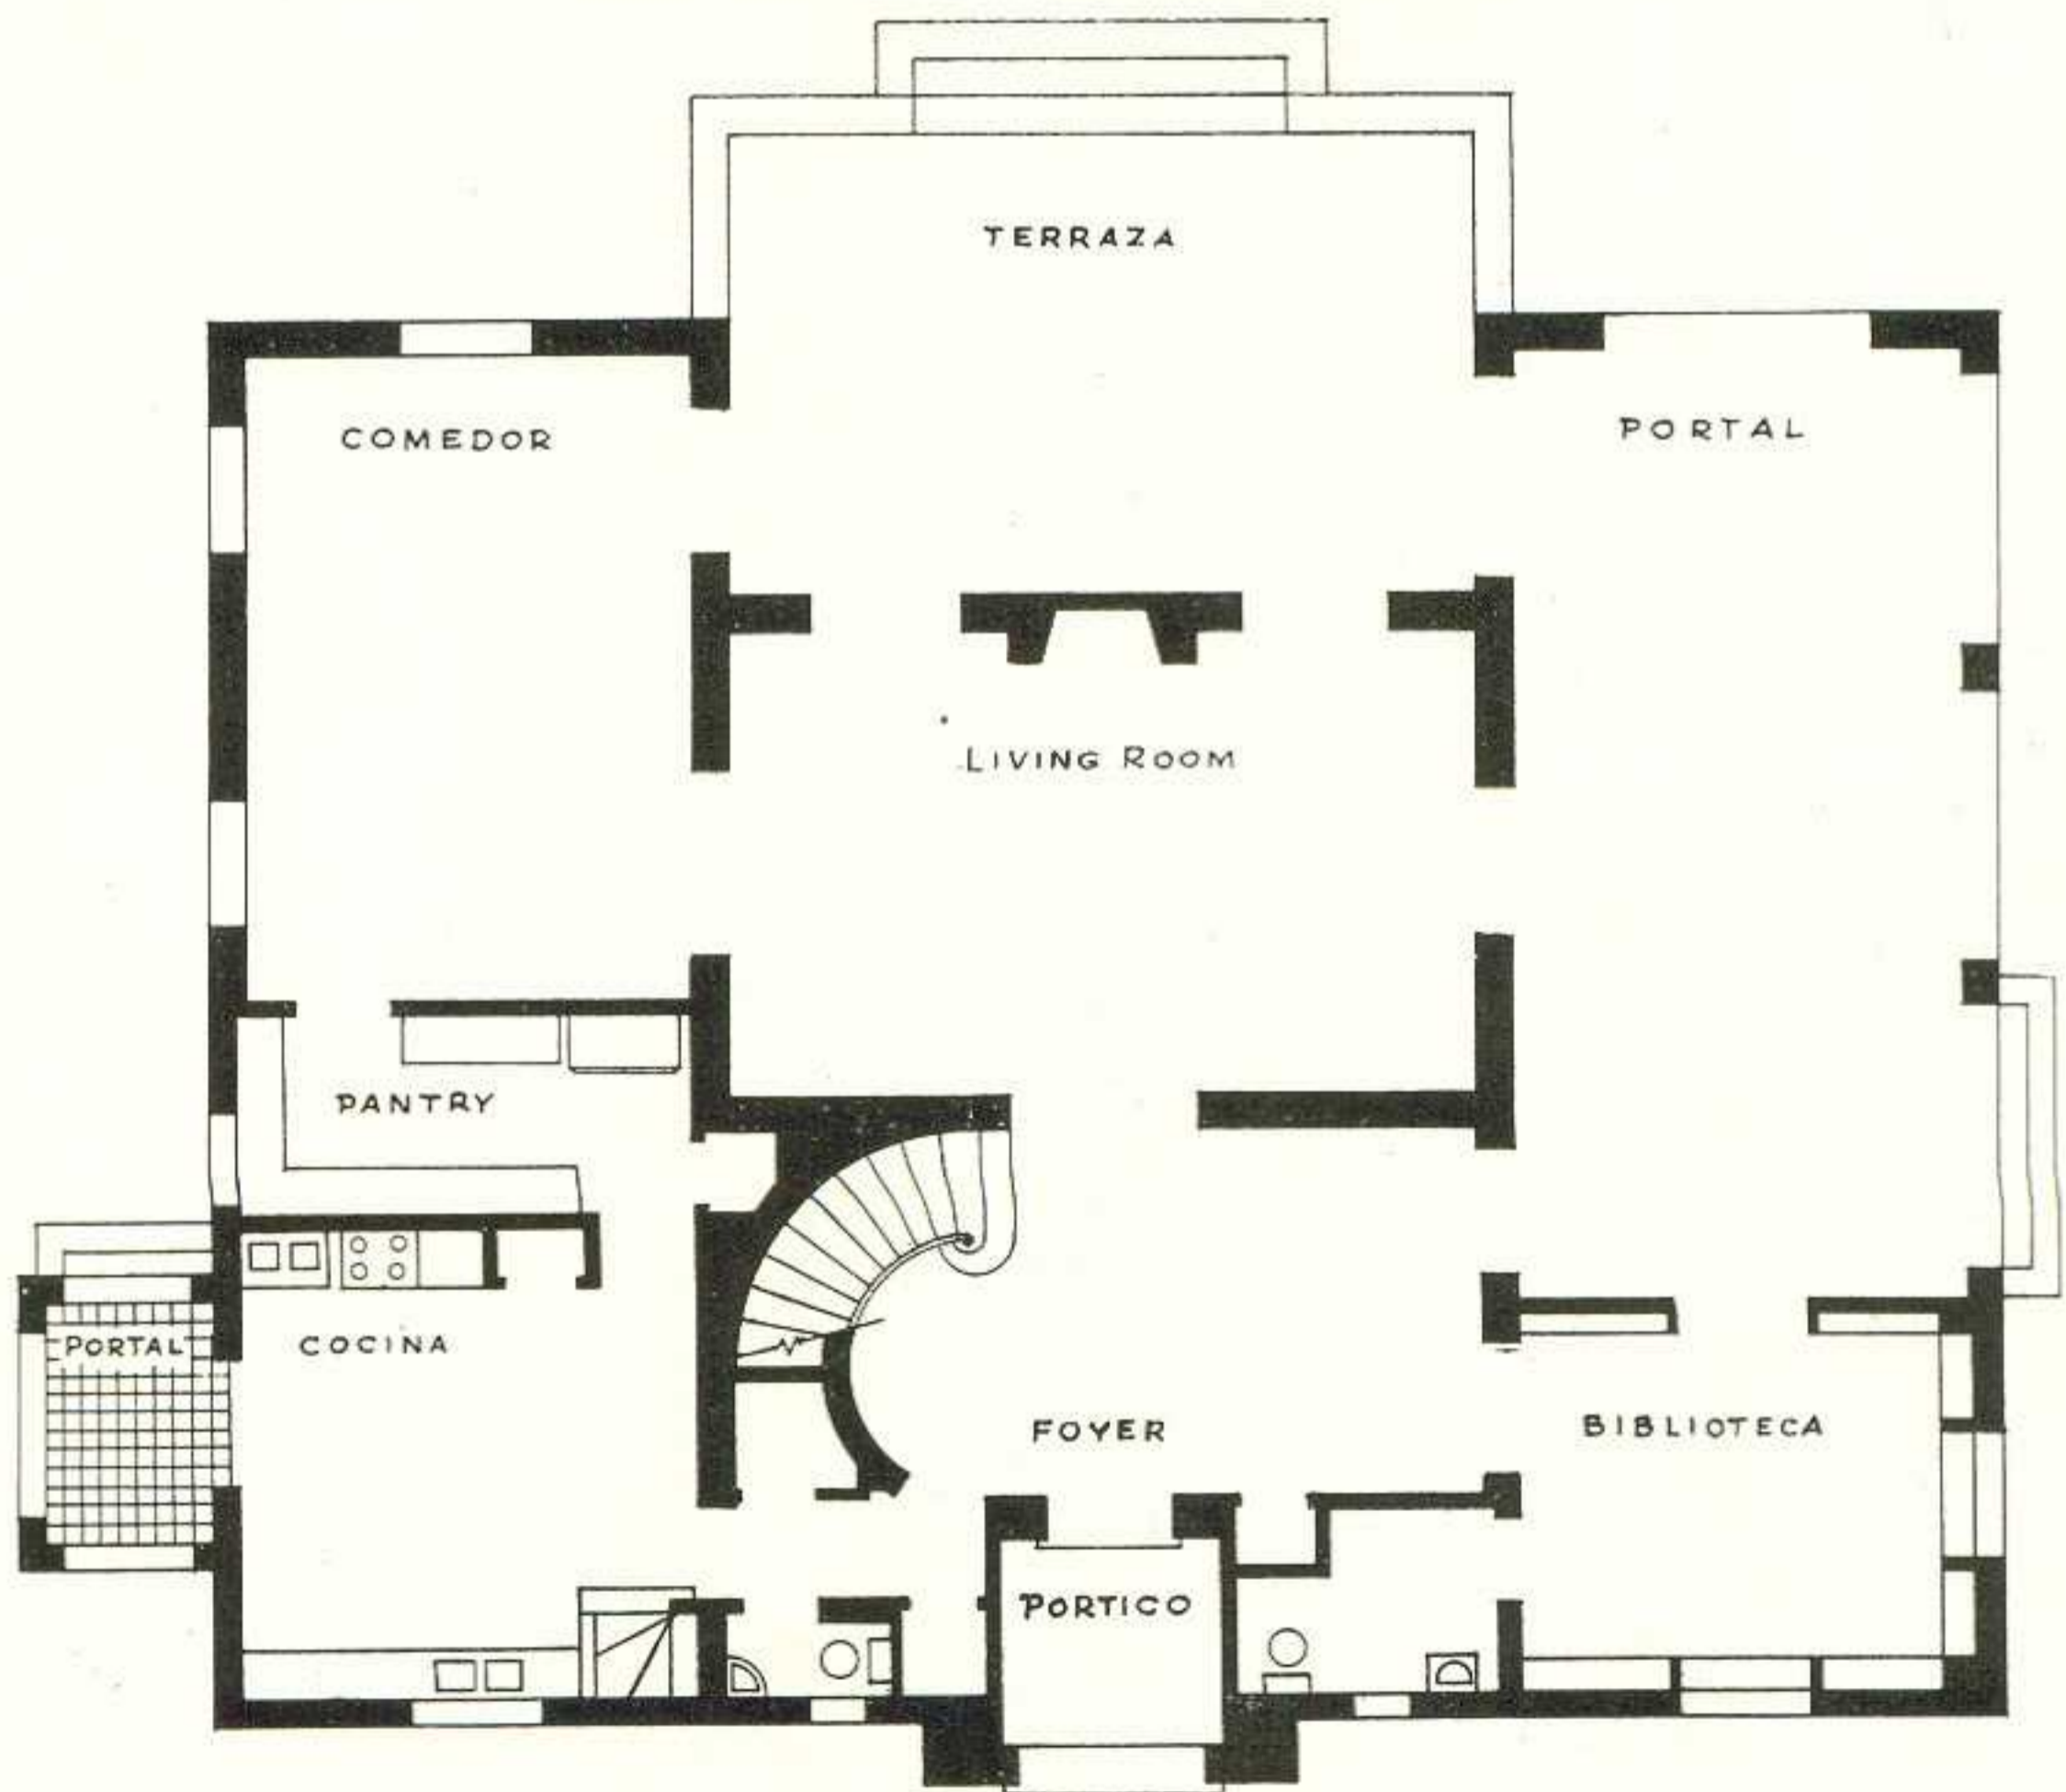 TERRAZA
COMEDOR
PORTAL
LIVING ROOM
PANTRY
PORTAL
COCINA
FOYER
BIBLIOTECA
PORTICO